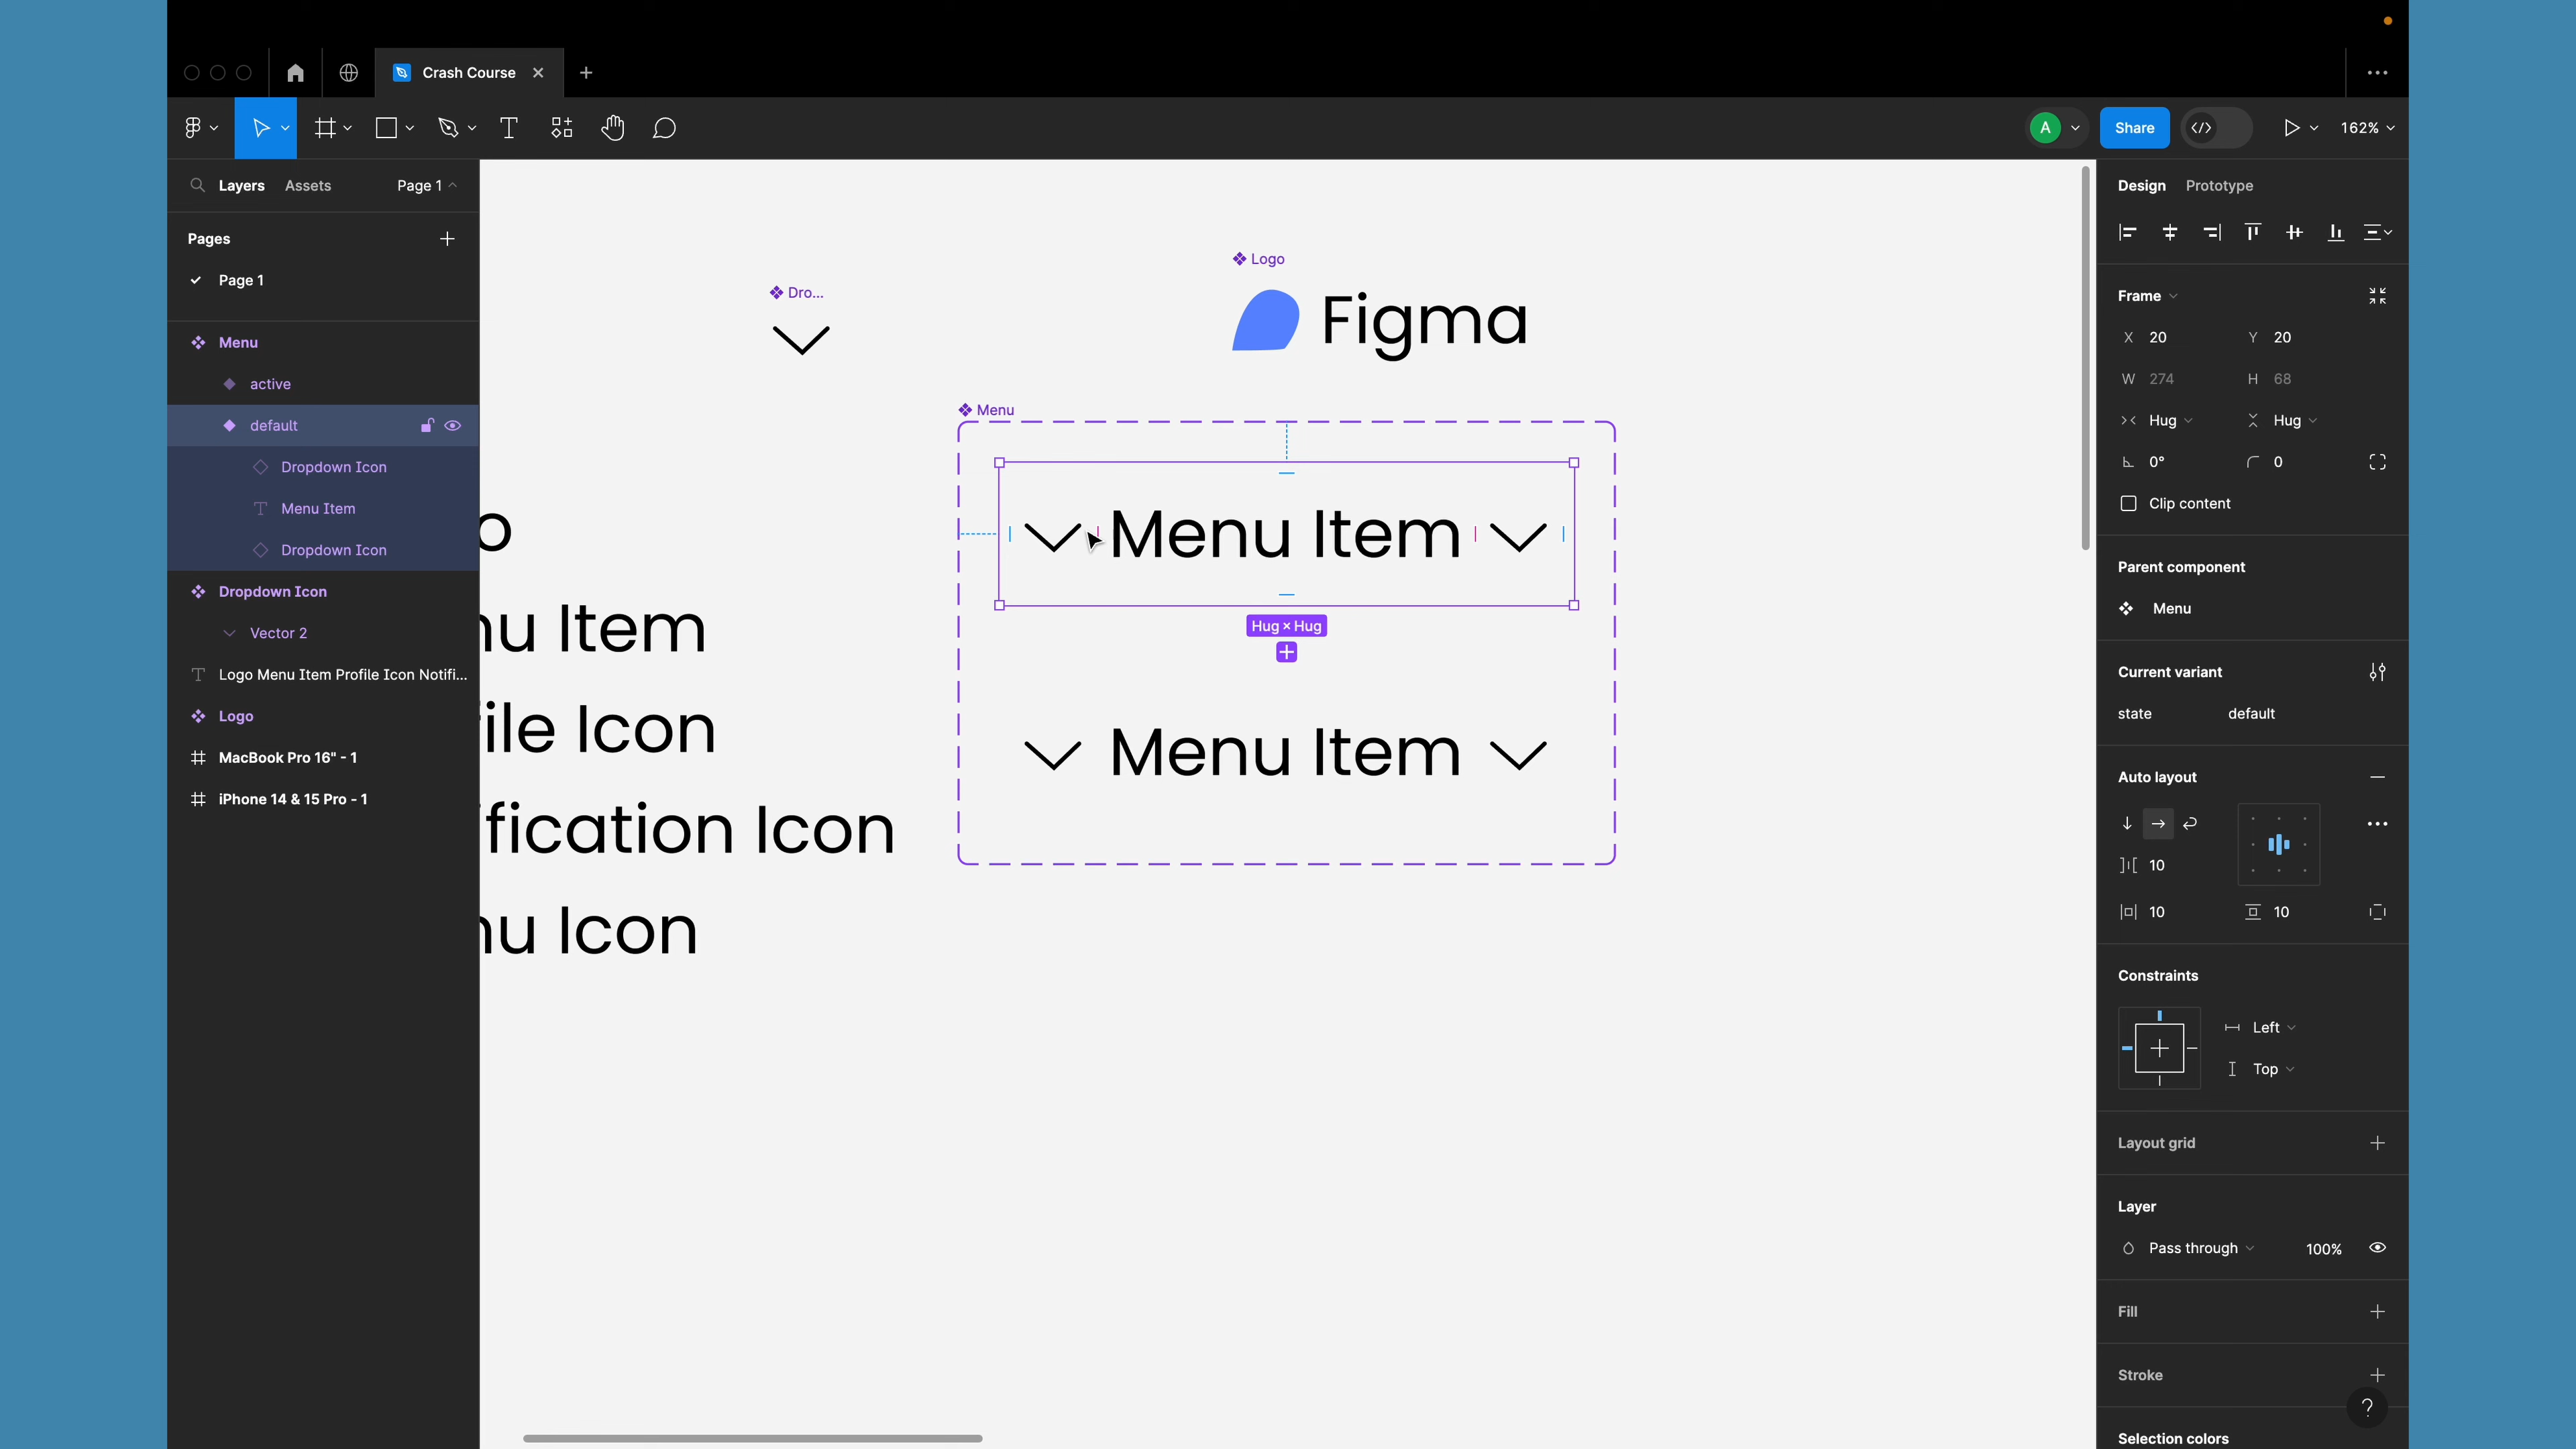 Crash Course
A
Share
162%
Layers
Assets
Page 1
Pages
Page 1
Menu
active
default
Dropdown Icon
Menu Item
Dropdown Icon
Dropdown Icon
Vector 2
Logo Menu Item Profile Icon Notifi...
Logo
MacBook Pro 16" - 1
iPhone 14 & 15 Pro - 1
Dro...
Logo
Figma
Menu
Menu Item
Hug × Hug
Menu Item
o
nu Item
file Icon
ification Icon
nu Icon
Design
Prototype
Frame
X 20
Y 20
W 274
H 68
Hug
Hug
0°
0
Clip content
Parent component
Menu
Current variant
state
default
Auto layout
10
10
10
Constraints
Left
Top
Layout grid
Layer
Pass through
100%
Fill
Stroke
?
Selection colors